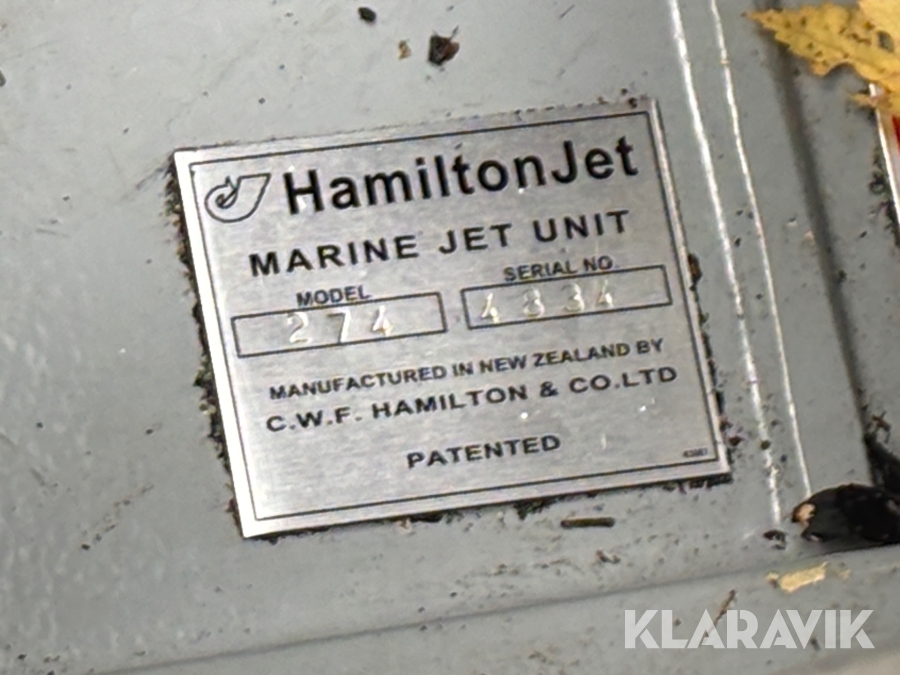 HamiltonJet
MARINE JET UNIT
MODEL SERIAL NO.
274 4834
MANUFACTURED IN NEW ZEALAND BY
C.W.F. HAMILTON & CO.LTD
PATENTED
KLARAVIK